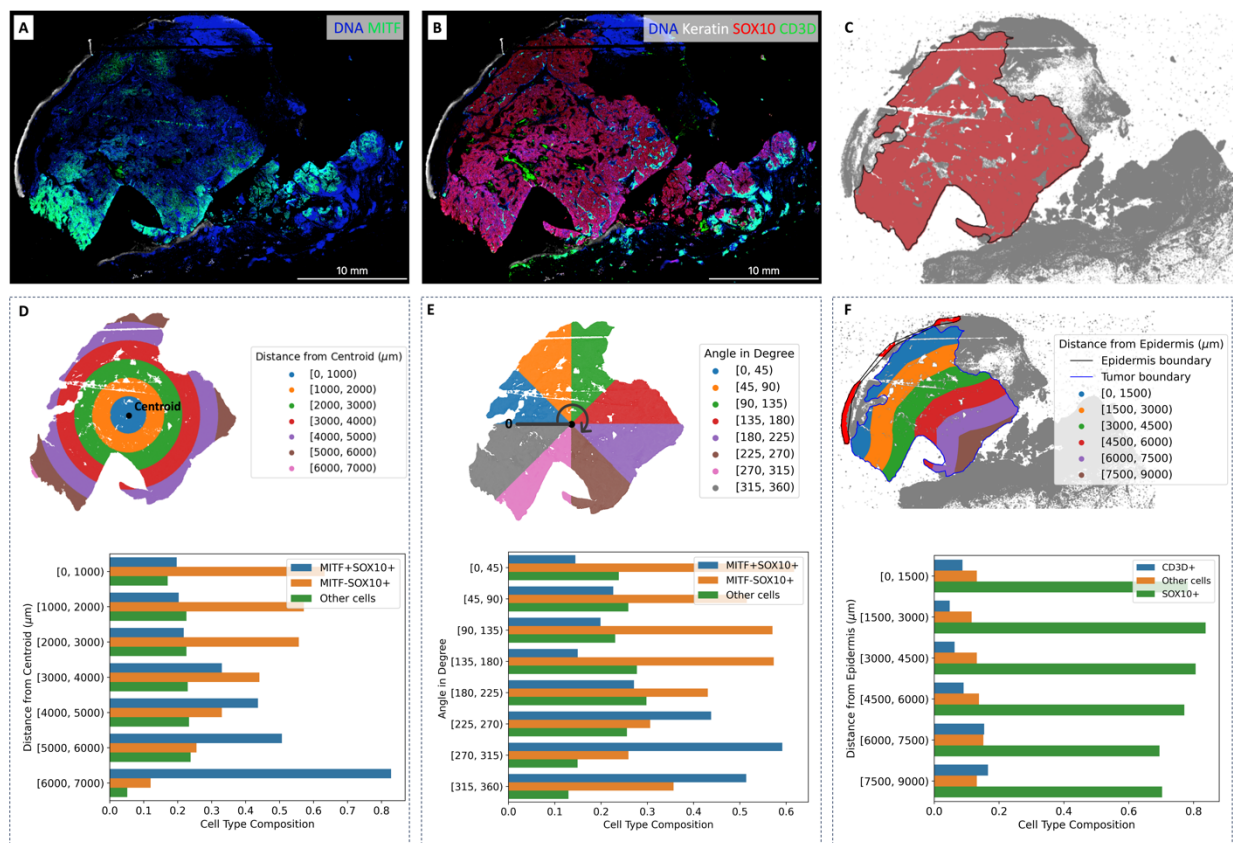 A
DNA MITF
10 mm
B
DNA Keratin SOX10 CD3D
10 mm
C
D
Centroid
Distance from Centroid (μm)
[0, 1000)
[1000, 2000)
[2000, 3000)
[3000, 4000)
[4000, 5000)
[5000, 6000)
[6000, 7000)
Distance from Centroid (μm)
[0, 1000)
[1000, 2000)
[2000, 3000)
[3000, 4000)
[4000, 5000)
[5000, 6000)
[6000, 7000)
MITF+SOX10+
MITF-SOX10+
Other cells
0.0 0.1 0.2 0.3 0.4 0.5 0.6 0.7 0.8
Cell Type Composition
E
0
Angle in Degree
[0, 45)
[45, 90)
[90, 135)
[135, 180)
[180, 225)
[225, 270)
[270, 315)
[315, 360)
Angle in Degree
[0, 45)
[45, 90)
[90, 135)
[135, 180)
[180, 225)
[225, 270)
[270, 315)
[315, 360)
MITF+SOX10+
MITF-SOX10+
Other cells
0.0 0.1 0.2 0.3 0.4 0.5 0.6
Cell Type Composition
F
Distance from Epidermis (μm)
Epidermis boundary
Tumor boundary
[0, 1500)
[1500, 3000)
[3000, 4500)
[4500, 6000)
[6000, 7500)
[7500, 9000)
Distance from Epidermis (μm)
[0, 1500)
[1500, 3000)
[3000, 4500)
[4500, 6000)
[6000, 7500)
[7500, 9000)
CD3D+
Other cells
SOX10+
0.0 0.2 0.4 0.6 0.8
Cell Type Composition